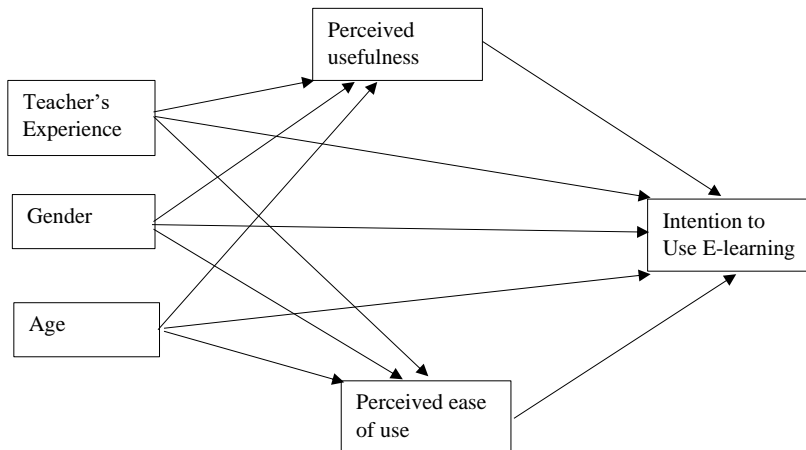 Perceived
usefulness
Teacher’s
Experience
Gender
Intention to
Use E-learning
Age
Perceived ease
of use